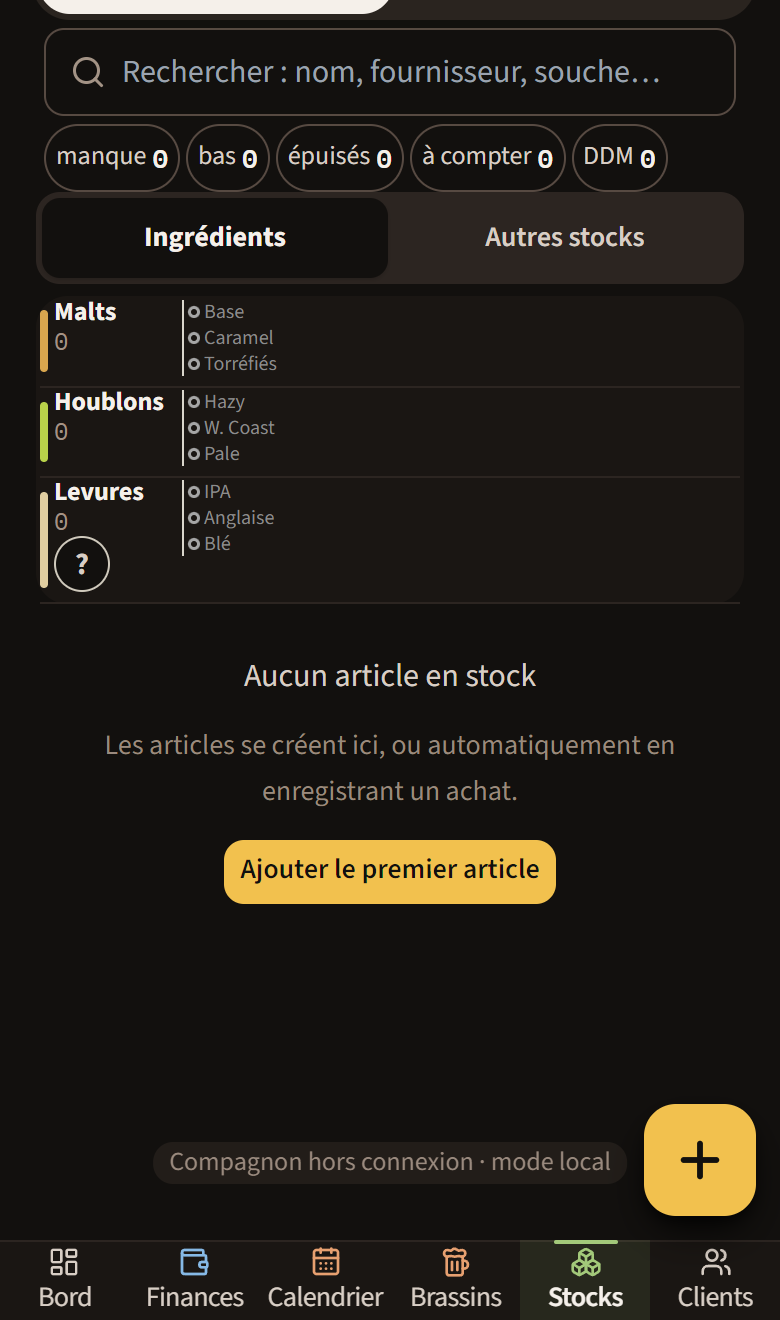 Rechercher : nom, fournisseur, souche…
manque 0 bas 0 épuisés 0 à compter 0 DDM 0
Ingrédients Autres stocks
Malts
0
Base
Caramel
Torréfiés
Houblons
0
Hazy
W. Coast
Pale
Levures
0
?
IPA
Anglaise
Blé
Aucun article en stock
Les articles se créent ici, ou automatiquement en
enregistrant un achat.
Ajouter le premier article
Compagnon hors connexion · mode local
Bord Finances Calendrier Brassins Stocks Clients